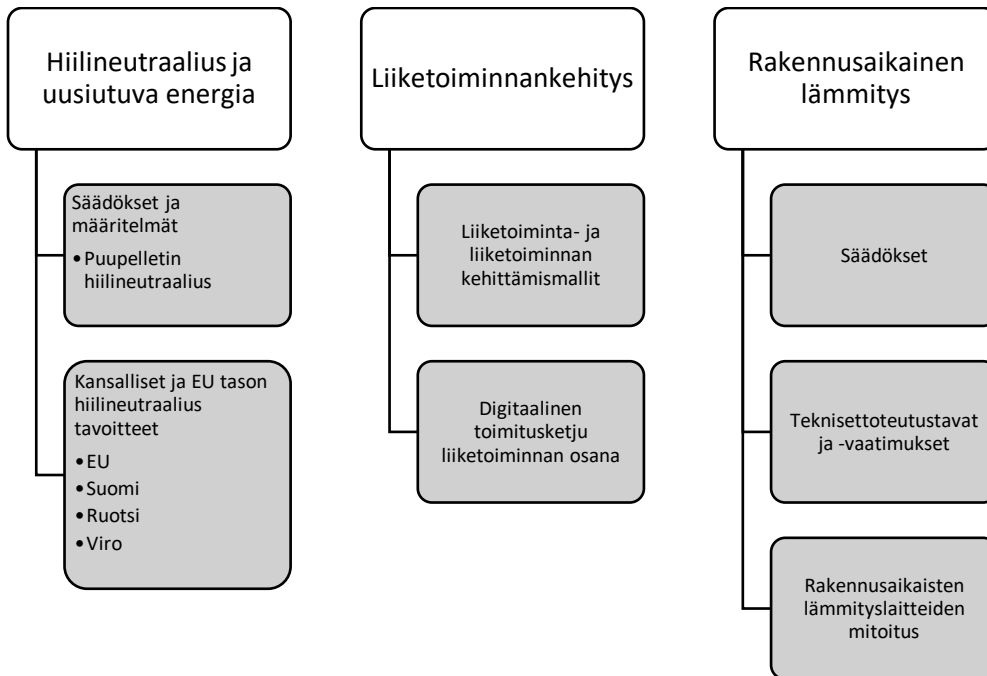 Hiilineutraalius ja
uusiutuva energia
Säädökset ja
määritelmät
• Puupelletin
hiilineutraalius
Kansalliset ja EU tason
hiilineutraalius
tavoitteet
• EU
• Suomi
• Ruotsi
• Viro
Liiketoiminnankehitys
Liiketoiminta- ja
liiketoiminnan
kehittämismallit
Digitaalinen
toimitusketju
liiketoiminnan osana
Rakennusaikainen
lämmitys
Säädökset
Teknisettoteutustavat
ja -vaatimukset
Rakennusaikaisten
lämmityslaitteiden
mitoitus